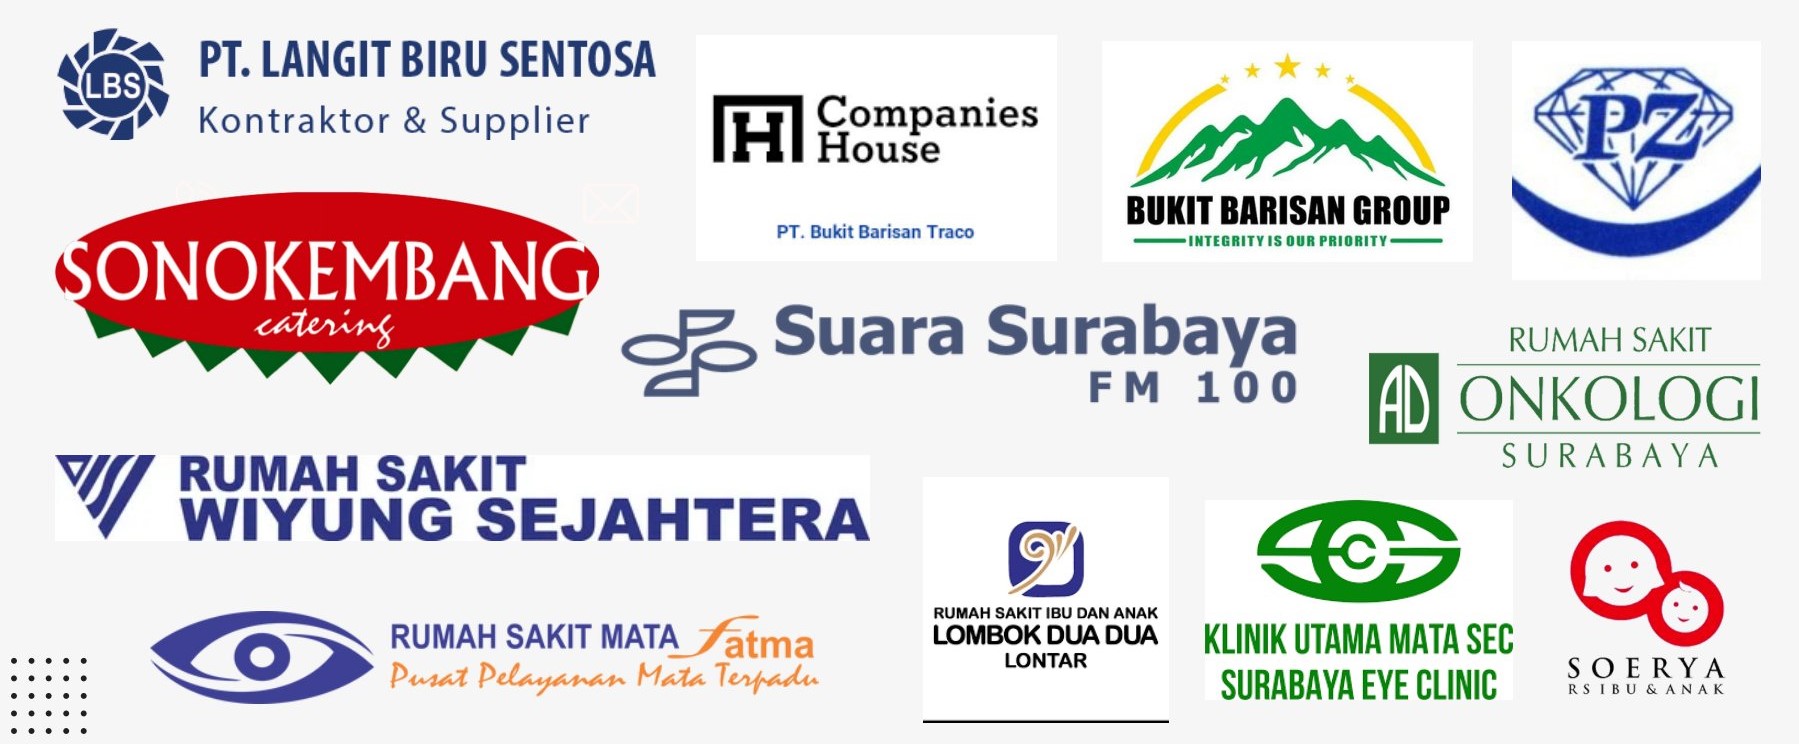 LBS
PT. LANGIT BIRU SENTOSA
Kontraktor & Supplier
H
Companies
House
PT. Bukit Barisan Traco
BUKIT BARISAN GROUP
INTEGRITY IS OUR PRIORITY
PZ
SONOKEMBANG
catering
Suara Surabaya
FM 100
AD
RUMAH SAKIT
ONKOLOGI
SURABAYA
RUMAH SAKIT
WIYUNG SEJAHTERA
RUMAH SAKIT IBU DAN ANAK
LOMBOK DUA DUA
LONTAR
SEC
KLINIK UTAMA MATA SEC
SURABAYA EYE CLINIC
SOERYA
RS IBU & ANAK
RUMAH SAKIT MATA fatma
Pusat Pelayanan Mata Terpadu